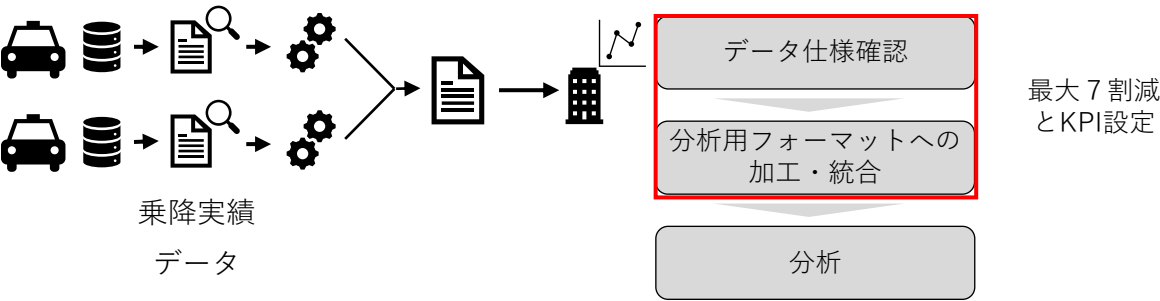 データ仕様確認
分析用フォーマットへの
加工・統合
分析
最大７割減
とKPI設定
乗降実績
データ